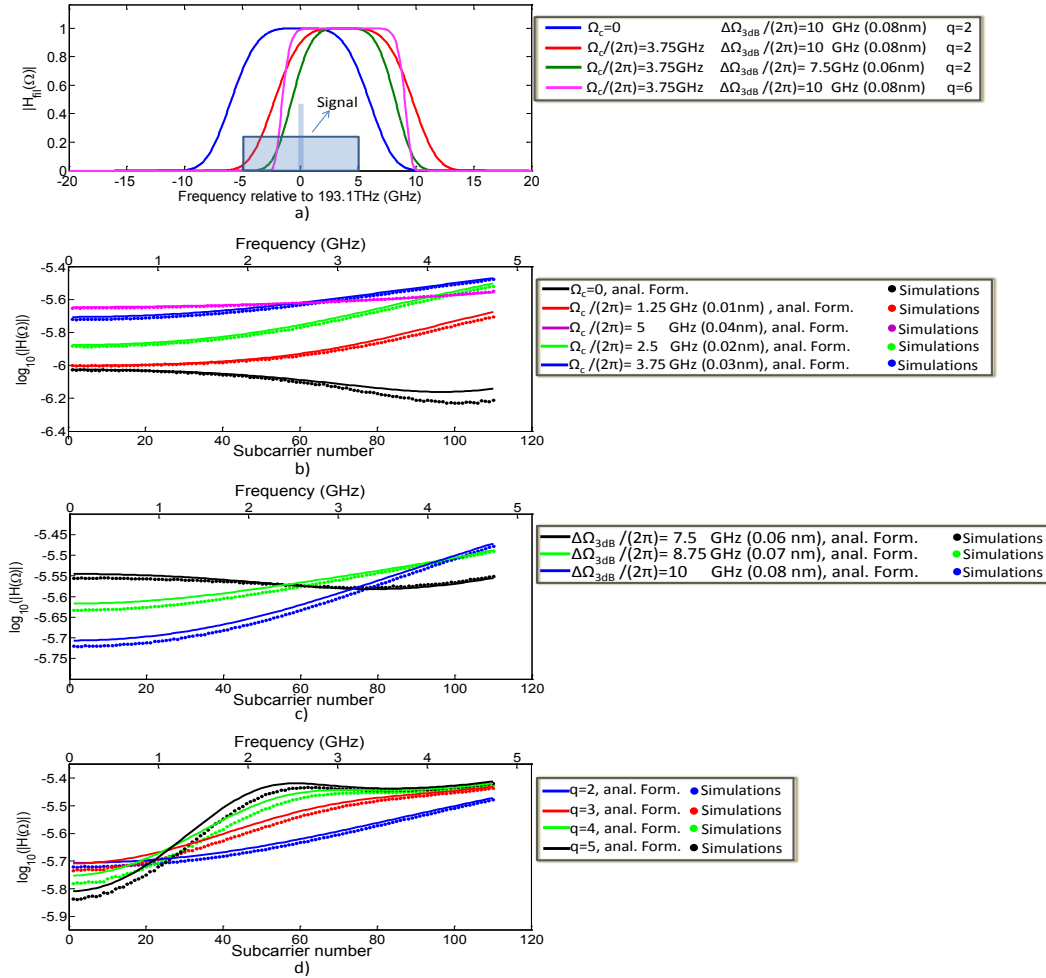 |H_fil(Ω)|
1
0.8
0.6
0.4
0.2
0
Signal
-20 -15 -10 -5 0 5 10 15 20
Frequency relative to 193.1THz (GHz)
a)
Ω_c=0 ΔΩ_3dB/(2π)=10 GHz (0.08nm) q=2
Ω_c/(2π)=3.75GHz ΔΩ_3dB/(2π)=10 GHz (0.08nm) q=2
Ω_c/(2π)=3.75GHz ΔΩ_3dB/(2π)= 7.5GHz (0.06nm) q=2
Ω_c/(2π)=3.75GHz ΔΩ_3dB/(2π)=10 GHz (0.08nm) q=6
Frequency (GHz)
0 1 2 3 4 5
log_10(|H(Ω)|)
-5.4
-5.6
-5.8
-6
-6.2
-6.4
0 20 40 60 80 100 120
Subcarrier number
b)
Ω_c=0, anal. Form. Simulations
Ω_c/(2π)= 1.25 GHz (0.01nm) , anal. Form. Simulations
Ω_c/(2π)= 5 GHz (0.04nm), anal. Form. Simulations
Ω_c/(2π)= 2.5 GHz (0.02nm), anal. Form. Simulations
Ω_c/(2π)= 3.75 GHz (0.03nm), anal. Form. Simulations
Frequency (GHz)
0 1 2 3 4 5
log_10(|H(Ω)|)
-5.45
-5.5
-5.55
-5.6
-5.65
-5.7
-5.75
0 20 40 60 80 100 120
Subcarrier number
c)
ΔΩ_3dB/(2π)= 7.5 GHz (0.06 nm), anal. Form. Simulations
ΔΩ_3dB/(2π)= 8.75 GHz (0.07 nm), anal. Form. Simulations
ΔΩ_3dB/(2π)=10 GHz (0.08 nm), anal. Form. Simulations
Frequency (GHz)
0 1 2 3 4 5
log_10(|H(Ω)|)
-5.4
-5.5
-5.6
-5.7
-5.8
-5.9
0 20 40 60 80 100 120
Subcarrier number
d)
q=2, anal. Form. Simulations
q=3, anal. Form. Simulations
q=4, anal. Form. Simulations
q=5, anal. Form. Simulations